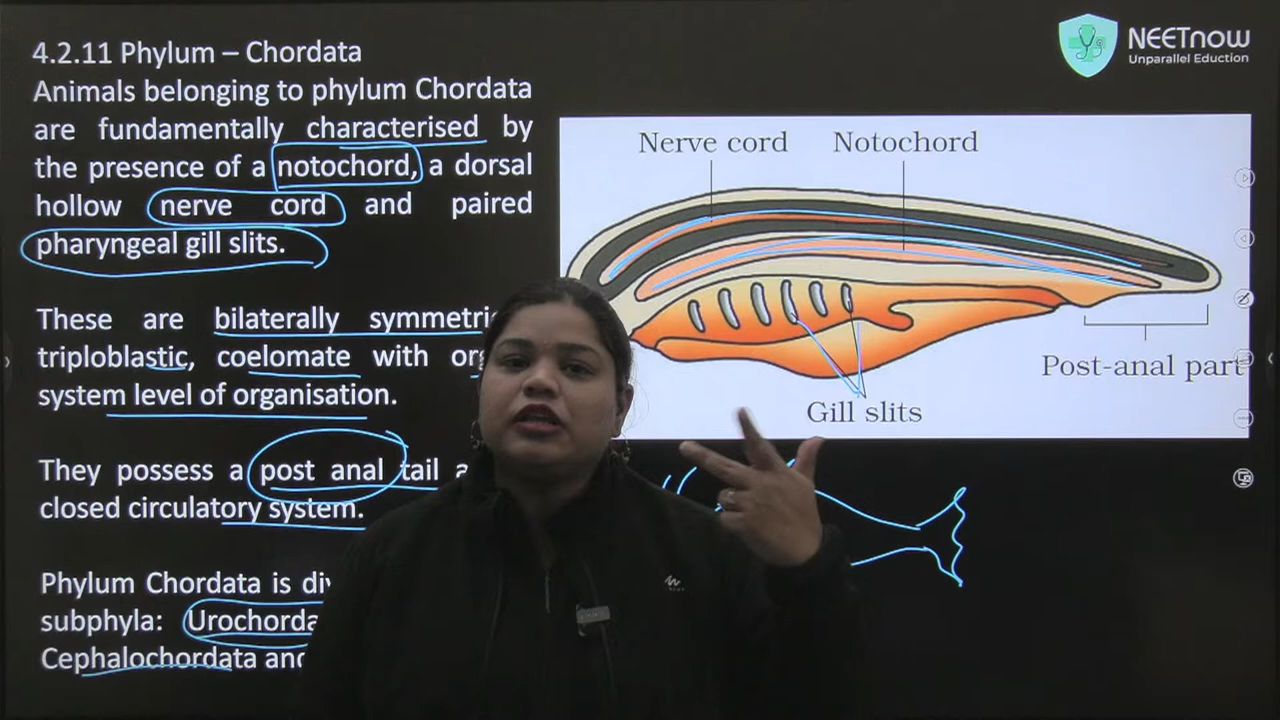 4.2.11 Phylum – Chordata
Animals belonging to phylum Chordata
are fundamentally characterised by
the presence of a notochord, a dorsal
hollow nerve cord and paired
pharyngeal gill slits.
These are bilaterally
triploblastic, coelomate with
system level of organisation.
They possess a post anal tail
closed circulatory system.
Phylum Chordata is
subphyla:
Cephalochordata
NEETnow
Unparallel Eduction
Nerve cord
Notochord
Post-anal part
Gill slits